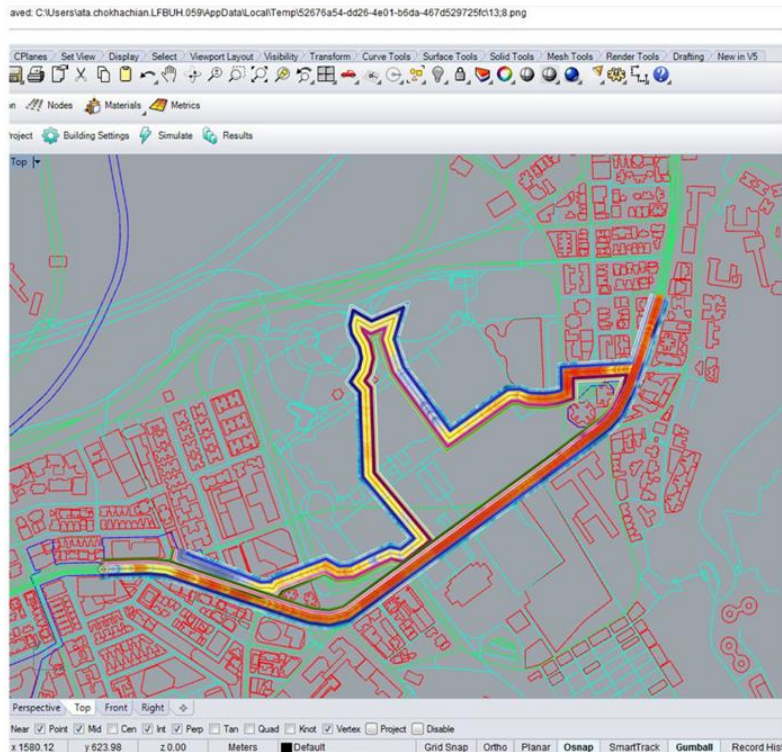 aved: C:\Users\ata.chokhachian.LFBUH.059\AppData\Local\Temp\52676a54-dd26-4e01-b6da-467d529725fc\13;8.png
CPlanes Set View Display Select Viewport Layout Visibility Transform Curve Tools Surface Tools Solid Tools Mesh Tools Render Tools Drafting New in V5
n Nodes Materials Metrics
roject Building Settings Simulate Results
Top
Perspective Top Front Right
Near Point Mid Cen Int Perp Tan Quad Knot Vertex Project Disable
x 1580.12 y 623.98 z 0.00 Meters Default Grid Snap Ortho Planar Osnap SmartTrack Gumball Record His